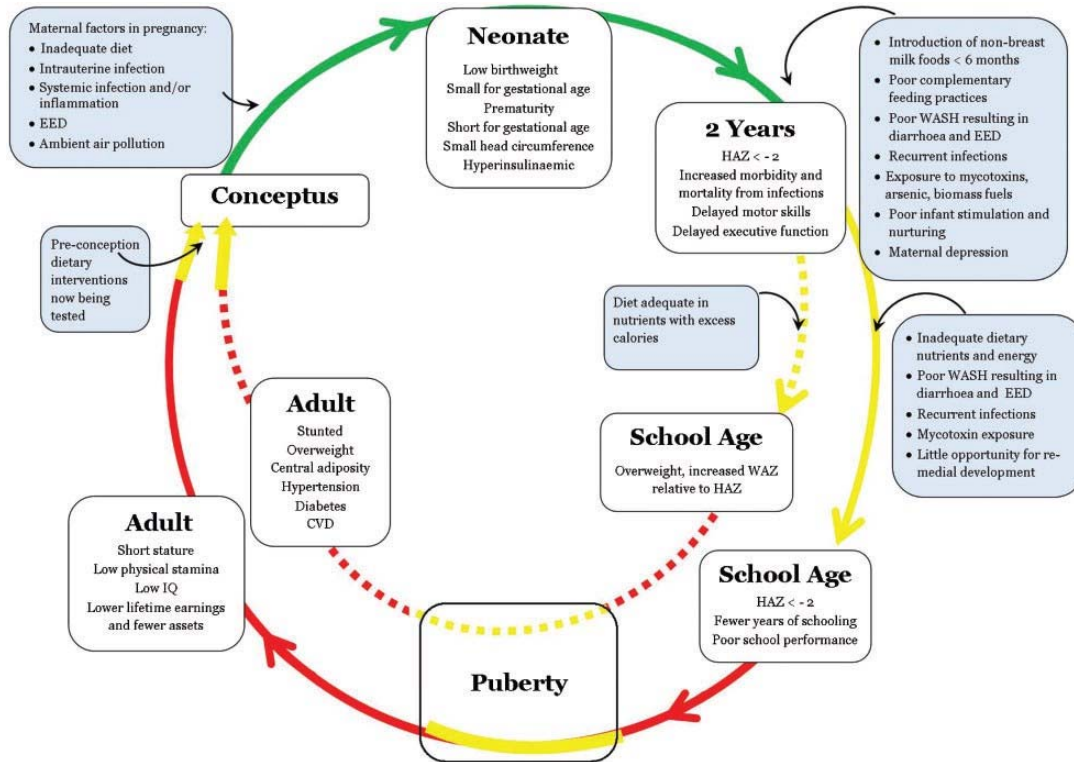 Maternal factors in pregnancy:
• Inadequate diet
• Intrauterine infection
• Systemic infection and/or
inflammation
• EED
• Ambient air pollution
Neonate
Low birthweight
Small for gestational age
Prematurity
Short for gestational age
Small head circumference
Hyperinsulinaemic
• Introduction of non-breast
milk foods < 6 months
• Poor complementary
feeding practices
• Poor WASH resulting in
diarrhoea and EED
• Recurrent infections
• Exposure to mycotoxins,
arsenic, biomass fuels
• Poor infant stimulation and
nurturing
• Maternal depression
2 Years
HAZ < - 2
Increased morbidity and
mortality from infections
Delayed motor skills
Delayed executive function
Conceptus
Pre-conception
dietary
interventions
now being
tested
Diet adequate in
nutrients with excess
calories
• Inadequate dietary
nutrients and energy
• Poor WASH resulting in
diarrhoea and EED
• Recurrent infections
• Mycotoxin exposure
• Little opportunity for re-
medial development
Adult
Stunted
Overweight
Central adiposity
Hypertension
Diabetes
CVD
School Age
Overweight, increased WAZ
relative to HAZ
Adult
Short stature
Low physical stamina
Low IQ
Lower lifetime earnings
and fewer assets
School Age
HAZ < - 2
Fewer years of schooling
Poor school performance
Puberty